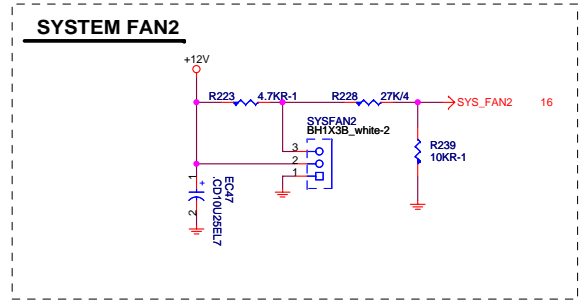 SYSTEM FAN2
+12V
R223 4.7KR-1 R228 27K/4
SYS_FAN2 16
SYSFAN2
BH1X3B_white-2
3
2
1
R239
10KR-1
1
+
2
EC47
.CD10U25EL7